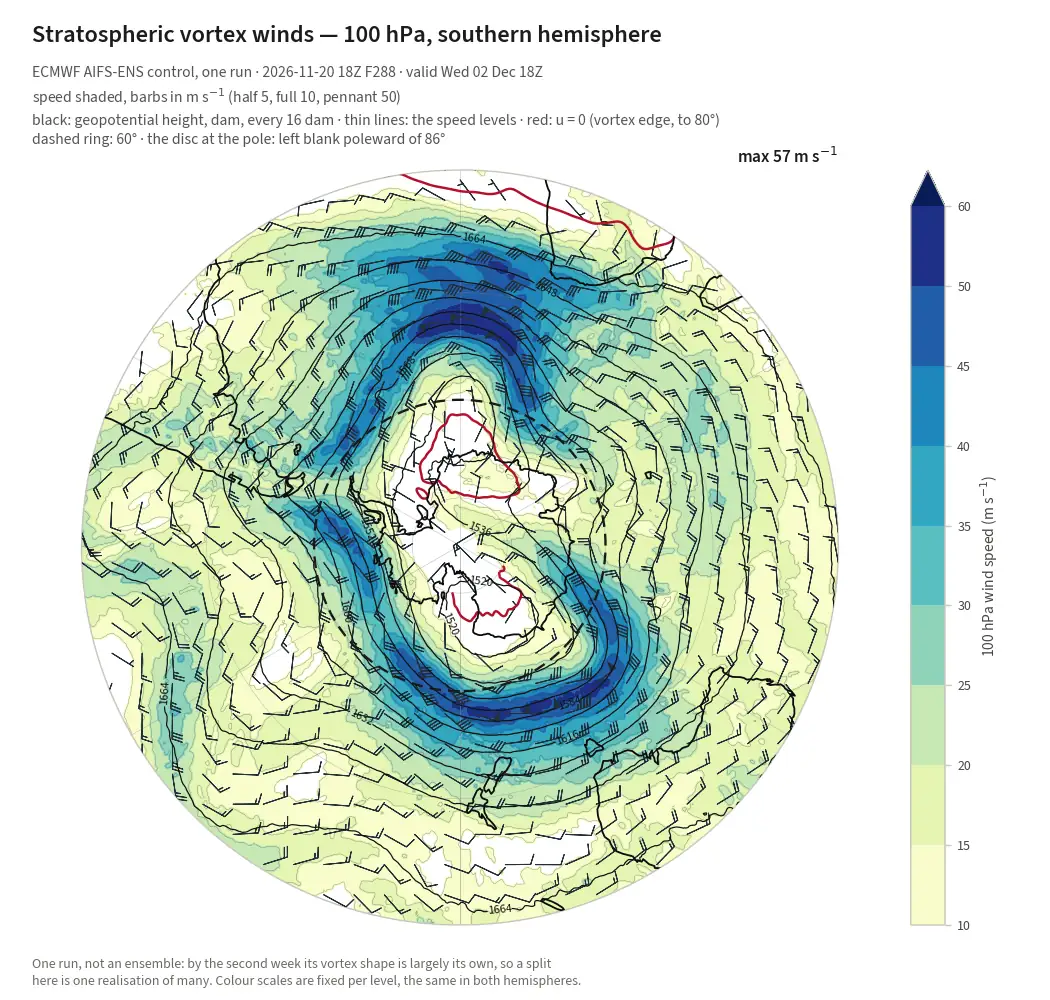 Stratospheric vortex winds — 100 hPa, southern hemisphere
ECMWF AIFS-ENS control, one run · 2026-11-20 18Z F288 · valid Wed 02 Dec 18Z
speed shaded, barbs in m s⁻¹ (half 5, full 10, pennant 50)
black: geopotential height, dam, every 16 dam · thin lines: the speed levels · red: u = 0 (vortex edge, to 80°)
dashed ring: 60° · the disc at the pole: left blank poleward of 86°
max 57 m s⁻¹
60
50
45
40
35
30
25
20
15
10
100 hPa wind speed (m s⁻¹)
1664
1648
1536
1520
1520
1664
1632
1616
1664
One run, not an ensemble: by the second week its vortex shape is largely its own, so a split
here is one realisation of many. Colour scales are fixed per level, the same in both hemispheres.